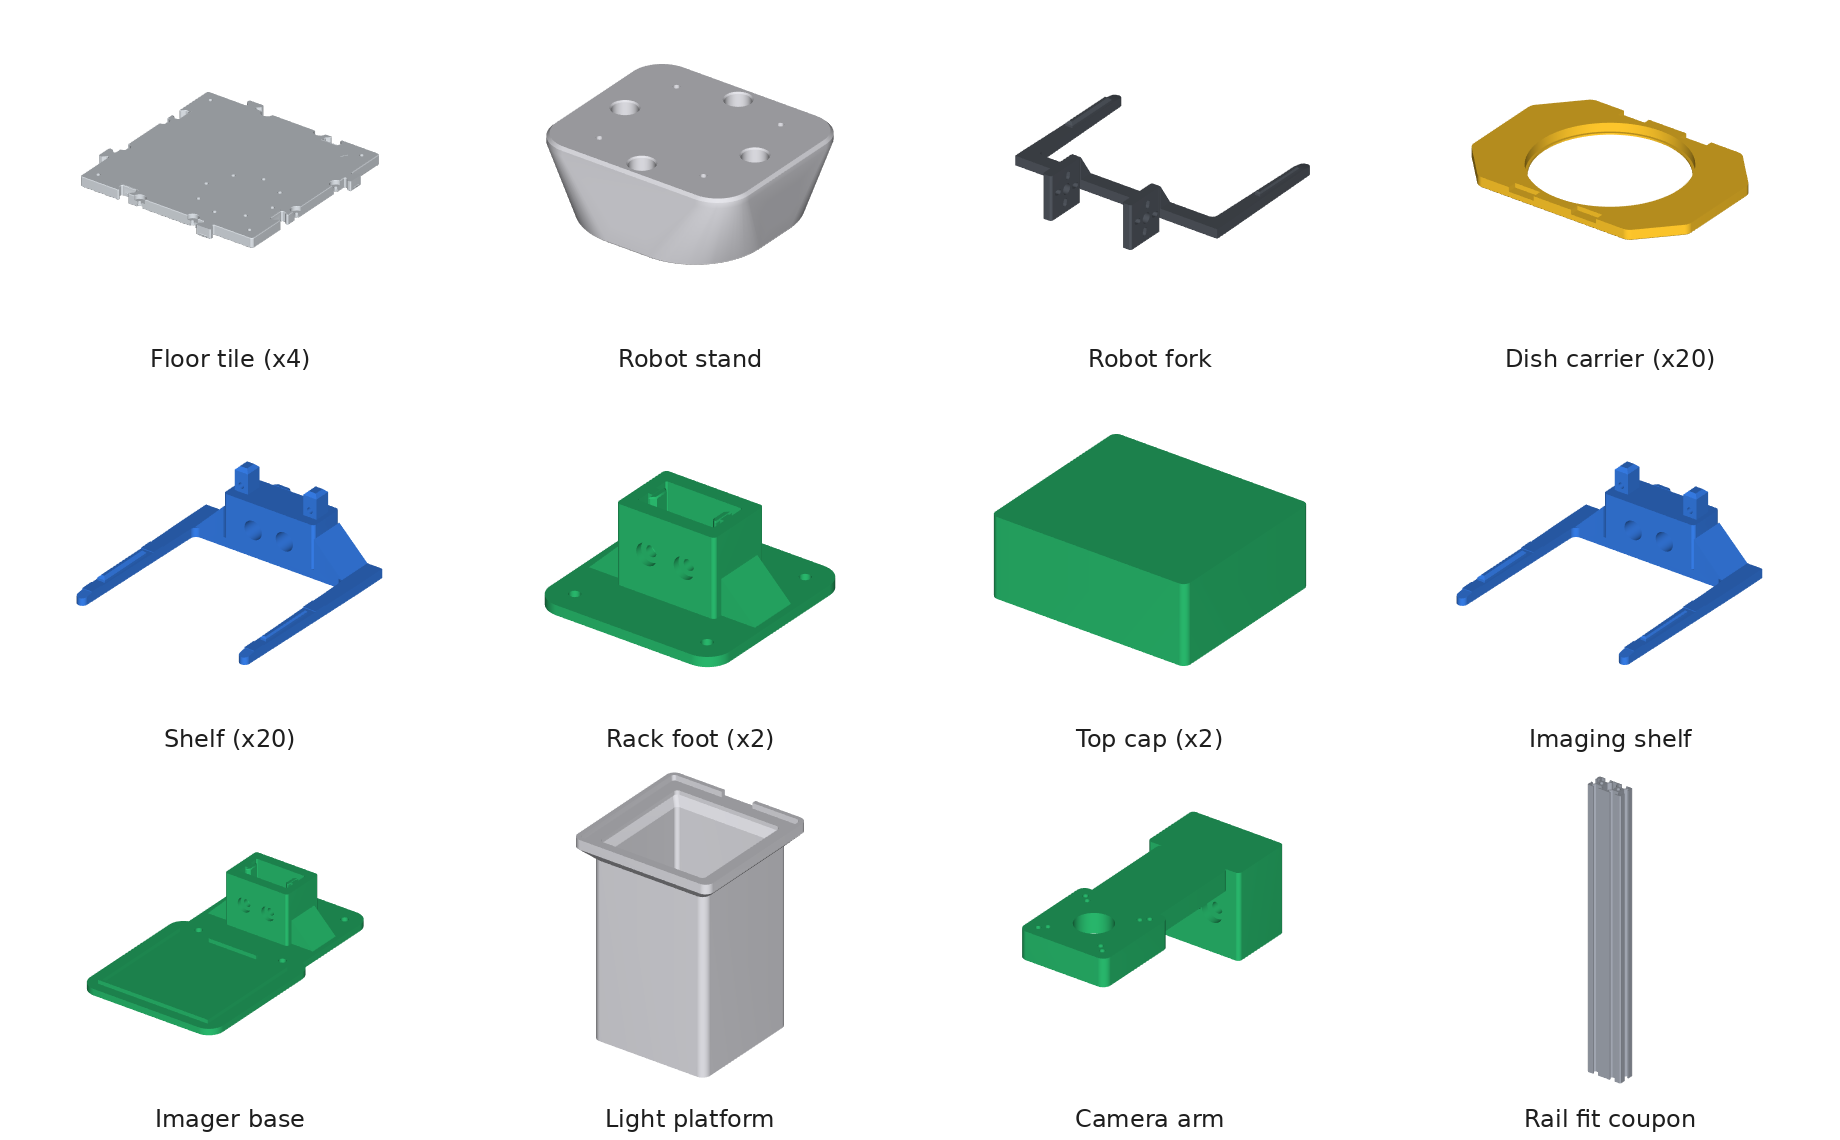 Floor tile (x4)
Robot stand
Robot fork
Dish carrier (x20)
Shelf (x20)
Rack foot (x2)
Top cap (x2)
Imaging shelf
Imager base
Light platform
Camera arm
Rail fit coupon